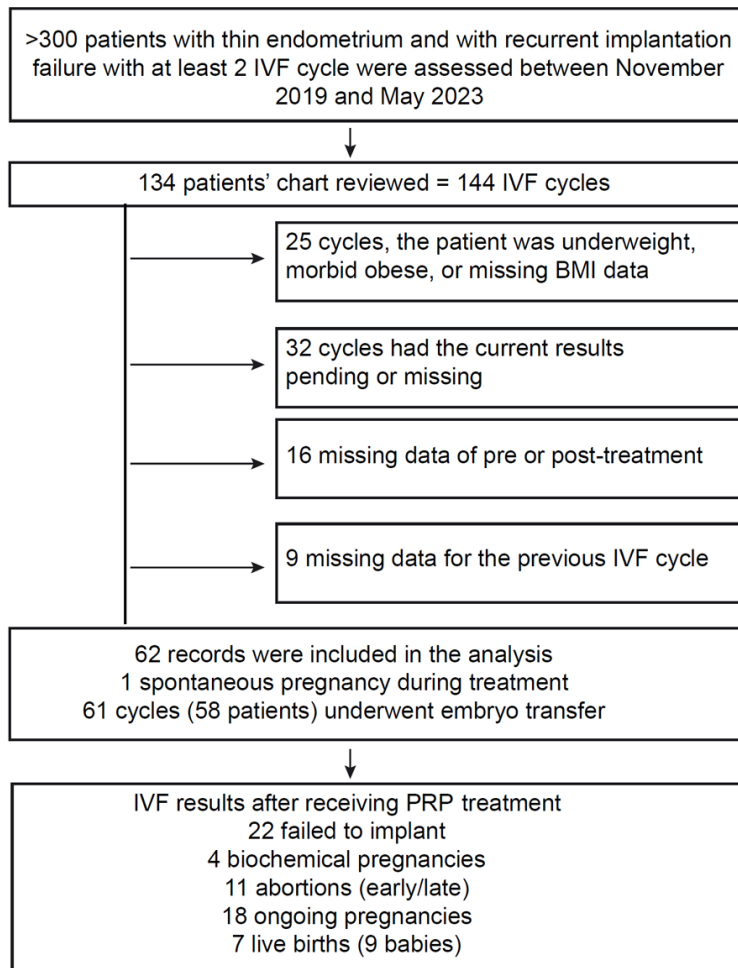 >300 patients with thin endometrium and with recurrent implantation
failure with at least 2 IVF cycle were assessed between November
2019 and May 2023
134 patients’ chart reviewed = 144 IVF cycles
25 cycles, the patient was underweight,
morbid obese, or missing BMI data
32 cycles had the current results
pending or missing
16 missing data of pre or post-treatment
9 missing data for the previous IVF cycle
62 records were included in the analysis
1 spontaneous pregnancy during treatment
61 cycles (58 patients) underwent embryo transfer
IVF results after receiving PRP treatment
22 failed to implant
4 biochemical pregnancies
11 abortions (early/late)
18 ongoing pregnancies
7 live births (9 babies)